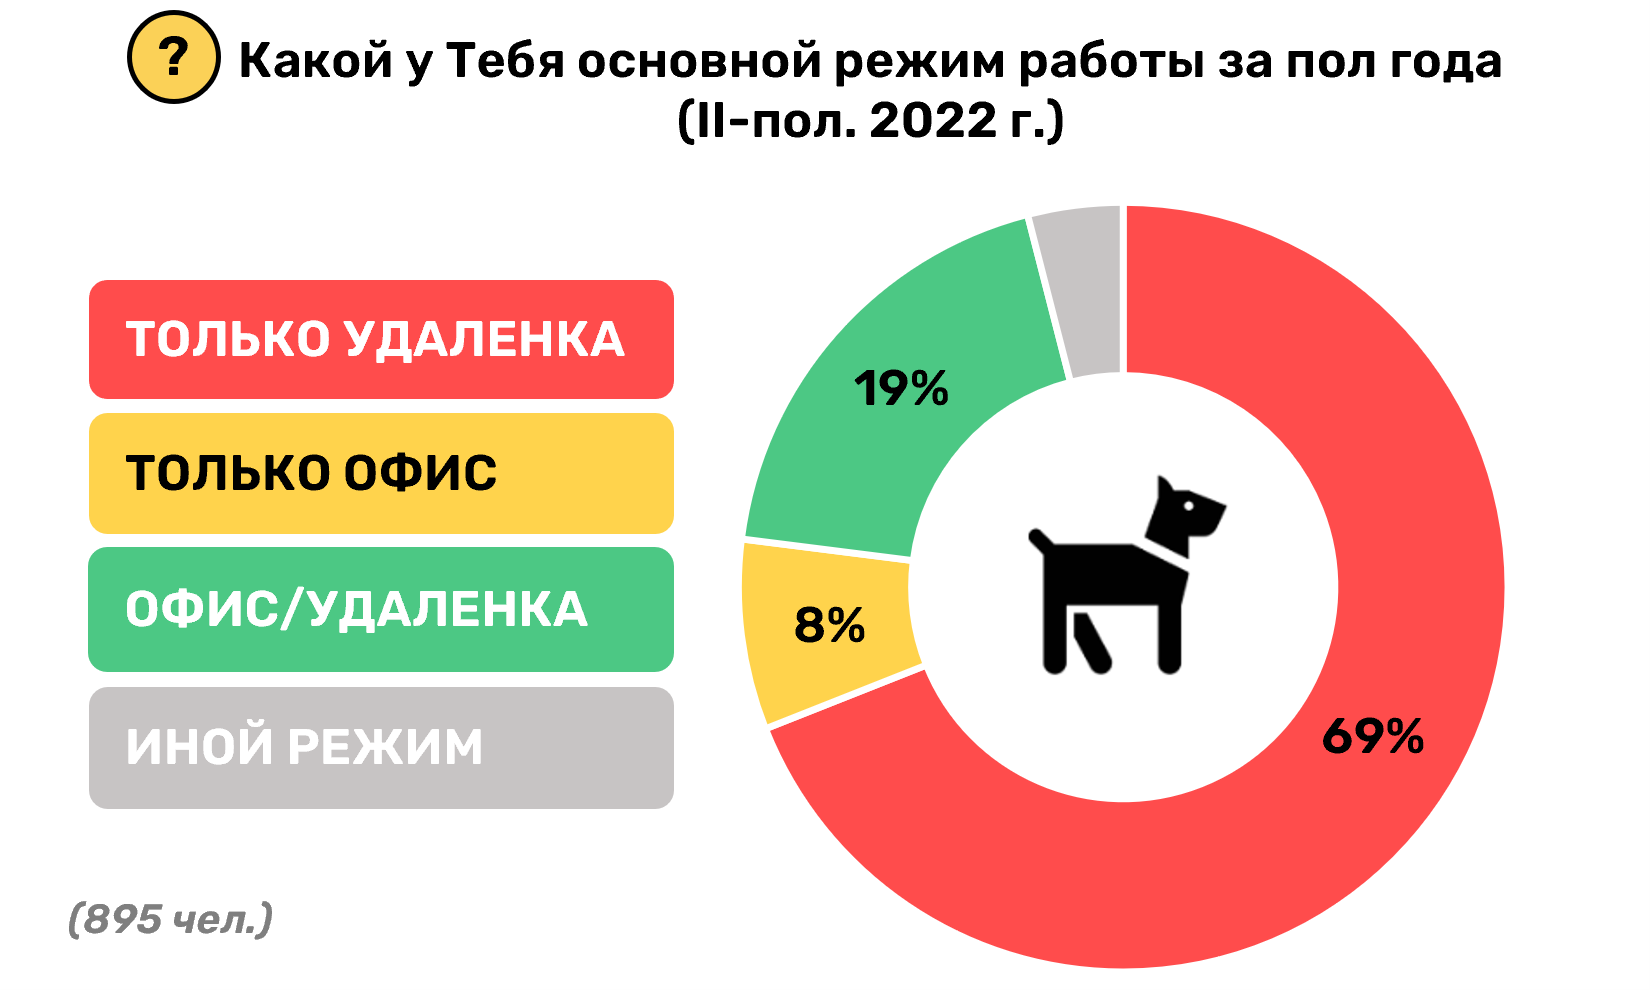 ?
Какой у Тебя основной режим работы за пол года
(II-пол. 2022 г.)
ТОЛЬКО УДАЛЕНКА
ТОЛЬКО ОФИС
ОФИС/УДАЛЕНКА
ИНОЙ РЕЖИМ
(895 чел.)
19%
8%
69%